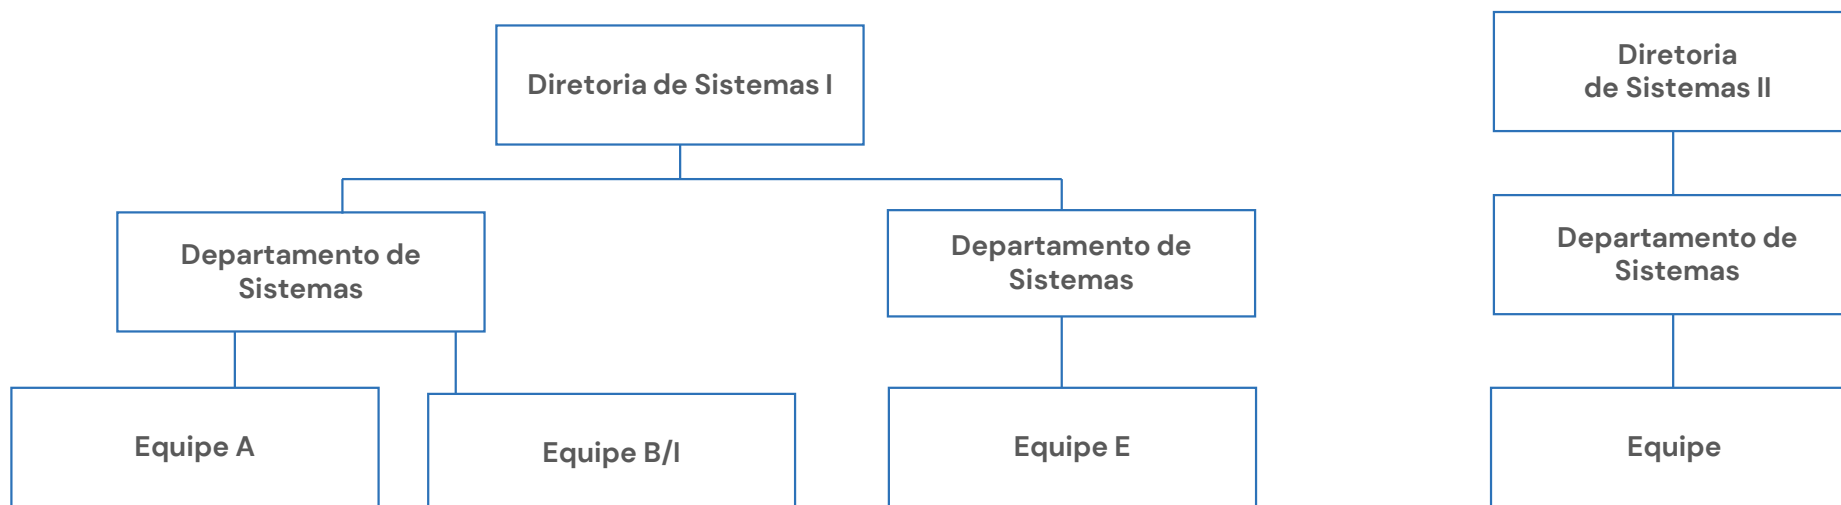 Diretoria de Sistemas I
Diretoria
de Sistemas II
Departamento de
Sistemas
Departamento de
Sistemas
Departamento de
Sistemas
Equipe A
Equipe B/I
Equipe E
Equipe